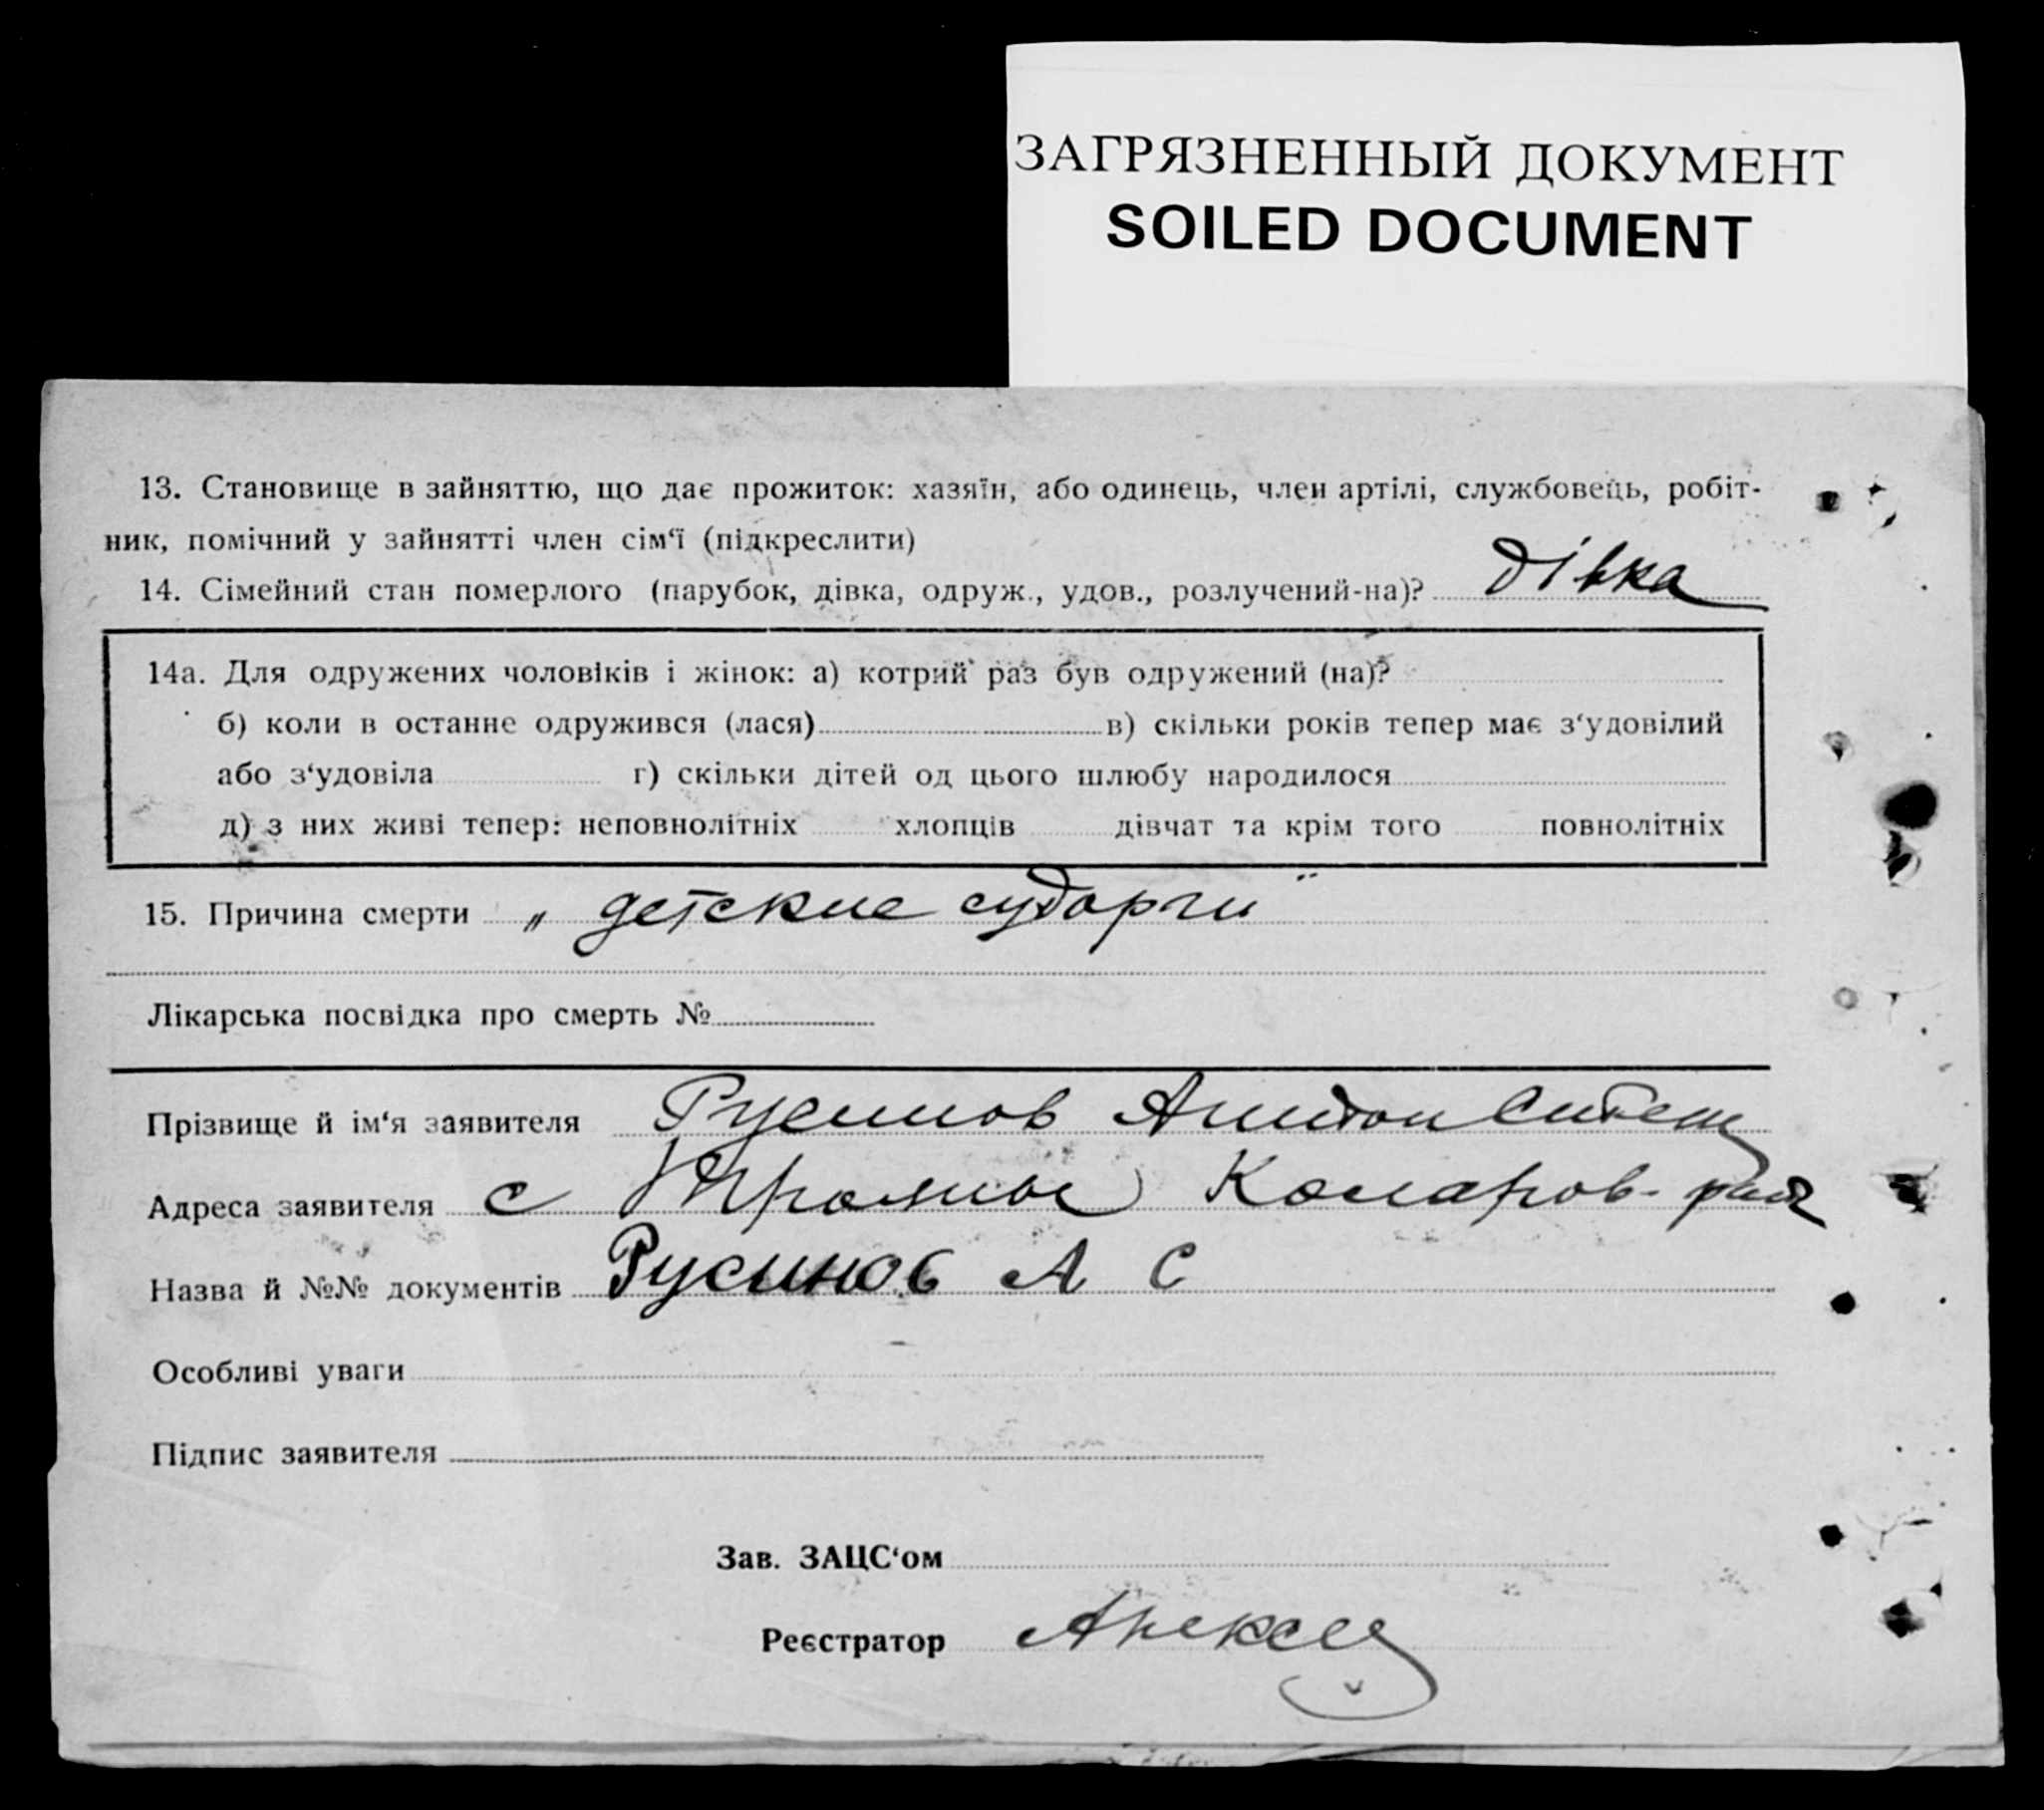 ЗАГРЯЗНЕННЫЙ ДОКУМЕНТ
SOILED DOCUMENT
13. Становище в зайняттю, що дає прожиток: хазяїн, або одинець, член артілі, службовець, робіт-
ник, помічний у зайнятті член сім‘ї (підкреслити)
14. Сімейний стан померлого (парубок, дівка, одруж., удов., розлучений-на)? дівка
14а. Для одружених чоловіків і жінок: а) котрий раз був одружений (на)?
б) коли в останне одружився (лася) в) скільки років тепер має з‘удовілий
або з‘удовіла г) скільки дітей од цього шлюбу народилося
д) з них живі тепер: неповнолітніх хлопців дівчат та крім того повнолітніх
15. Причина смерти „детские судорги"
Лікарська посвідка про смерть №
Прізвище й ім‘я заявителя Русинов Антон
Адреса заявителя с Комаров-
Назва й №№ документів Русинов А С
Особливі уваги
Підпис заявителя
Зав. ЗАЦС‘ом
Реєстратор